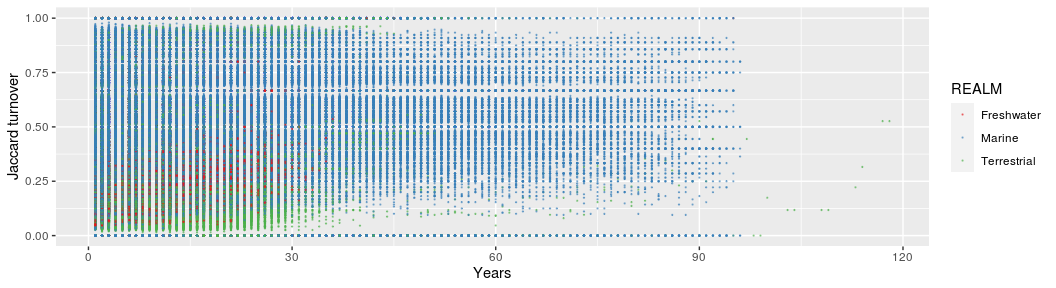 1.00
0.75
0.50
0.25
0.00
Jaccard turnover
0
30
60
90
120
Years
REALM
Freshwater
Marine
Terrestrial